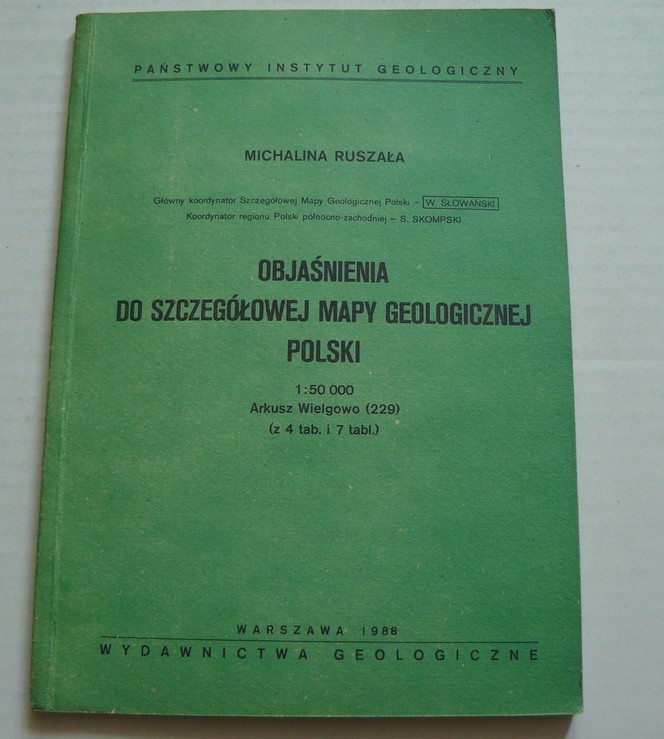 PAŃSTWOWY INSTYTUT GEOLOGICZNY
MICHALINA RUSZAŁA
Główny koordynator Szczegółowej Mapy Geologicznej Polski – W. SŁOWAŃSKI
Koordynator regionu Polski północno-zachodniej – S. SKOMPSKI
OBJAŚNIENIA
DO SZCZEGÓŁOWEJ MAPY GEOLOGICZNEJ
POLSKI
1:50 000
Arkusz Wielgowo (229)
(z 4 tab. i 7 tabl.)
WARSZAWA 1988
WYDAWNICTWA GEOLOGICZNE